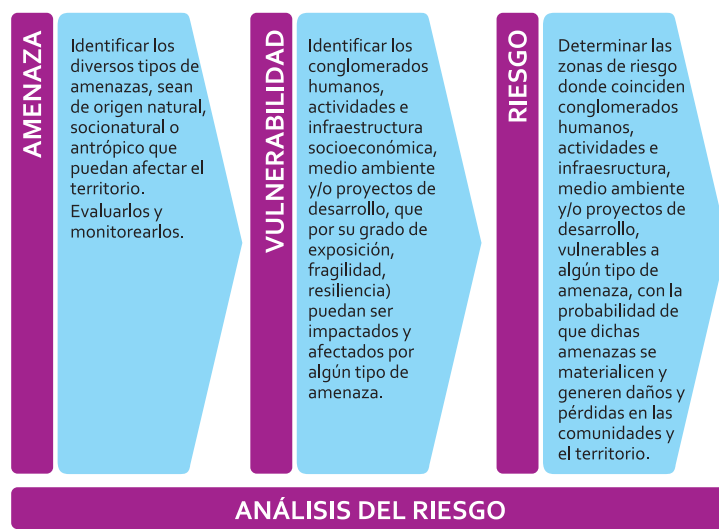 AMENAZA
Identificar los
diversos tipos de
amenazas, sean
de origen natural,
socionatural o
antrópico que
puedan afectar el
territorio.
Evaluarlos y
monitorearlos.
VULNERABILIDAD
Identificar los
conglomerados
humanos,
actividades e
infraestructura
socioeconómica,
medio ambiente
y/o proyectos de
desarrollo, que
por su grado de
exposición,
fragilidad,
resiliencia)
puedan ser
impactados y
afectados por
algún tipo de
amenaza.
RIESGO
Determinar las
zonas de riesgo
donde coinciden
conglomerados
humanos,
actividades e
infraesructura,
medio ambiente
y/o proyectos de
desarrollo,
vulnerables a
algún tipo de
amenaza, con la
probabilidad de
que dichas
amenazas se
materialicen y
generen daños y
pérdidas en las
comunidades y
el territorio.
ANÁLISIS DEL RIESGO